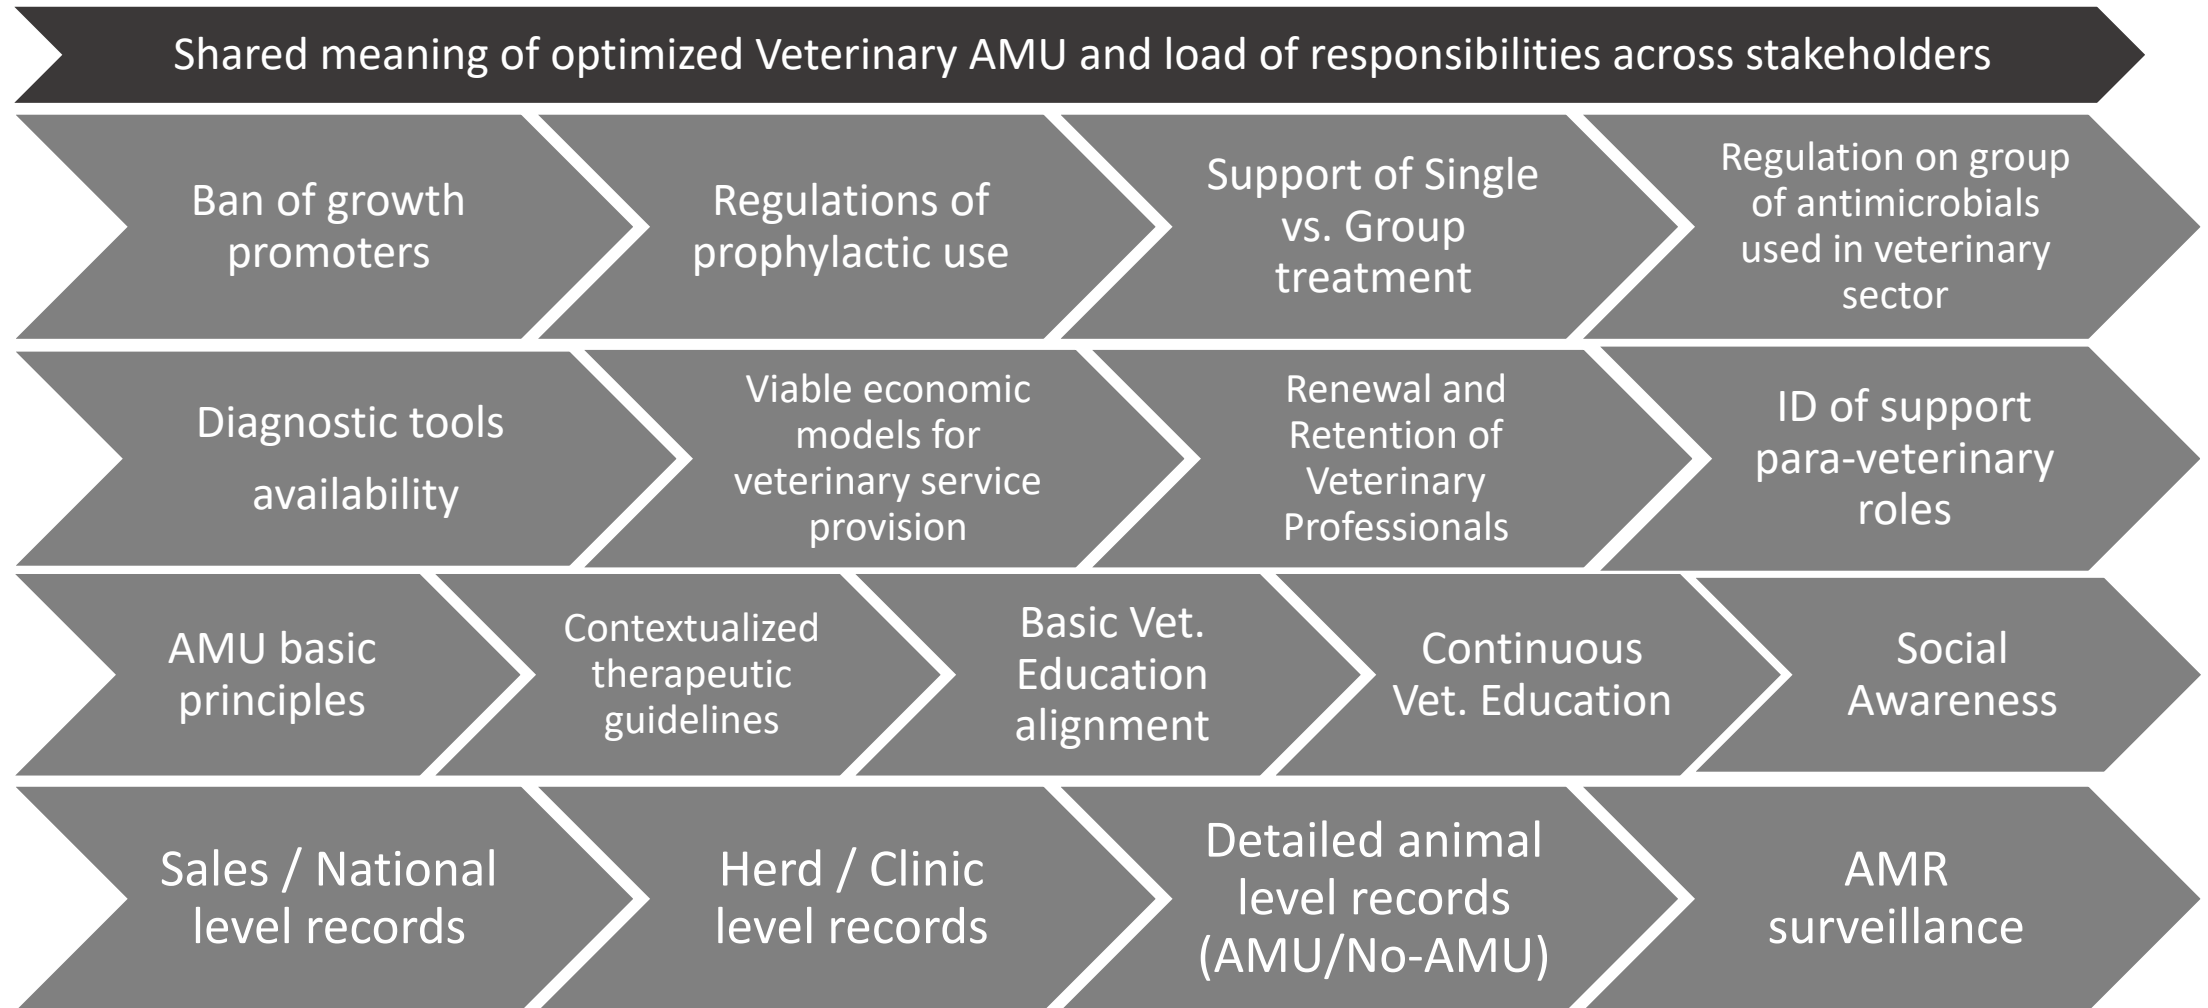 Shared meaning of optimized Veterinary AMU and load of responsibilities across stakeholders
Ban of growth
promoters
Regulations of
prophylactic use
Support of Single
vs. Group
treatment
Regulation on group
of antimicrobials
used in veterinary
sector
Diagnostic tools
availability
Viable economic
models for
veterinary service
provision
Renewal and
Retention of
Veterinary
Professionals
ID of support
para-veterinary
roles
AMU basic
principles
Contextualized
therapeutic
guidelines
Basic Vet.
Education
alignment
Continuous
Vet. Education
Social
Awareness
Sales / National
level records
Herd / Clinic
level records
Detailed animal
level records
(AMU/No-AMU)
AMR
surveillance